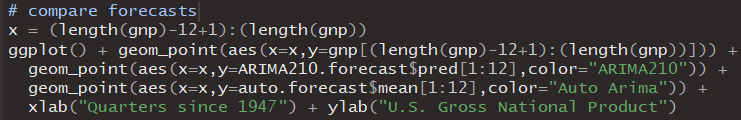 # compare forecasts
x = (length(gnp)-12+1):(length(gnp))
ggplot() + geom_point(aes(x=x,y=gnp[(length(gnp)-12+1):(length(gnp))])) +
  geom_point(aes(x=x,y=ARIMA210.forecast$pred[1:12],color="ARIMA210")) +
  geom_point(aes(x=x,y=auto.forecast$mean[1:12],color="Auto Arima")) +
  xlab("Quarters since 1947") + ylab("U.S. Gross National Product")